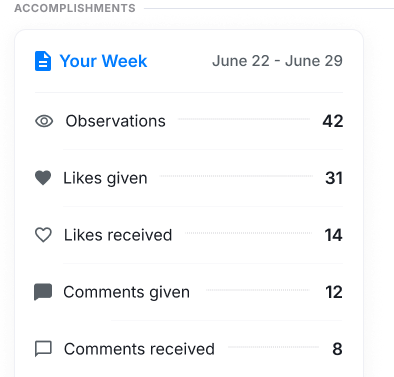 ACCOMPLISHMENTS
Your Week June 22 - June 29
Observations 42
Likes given 31
Likes received 14
Comments given 12
Comments received 8